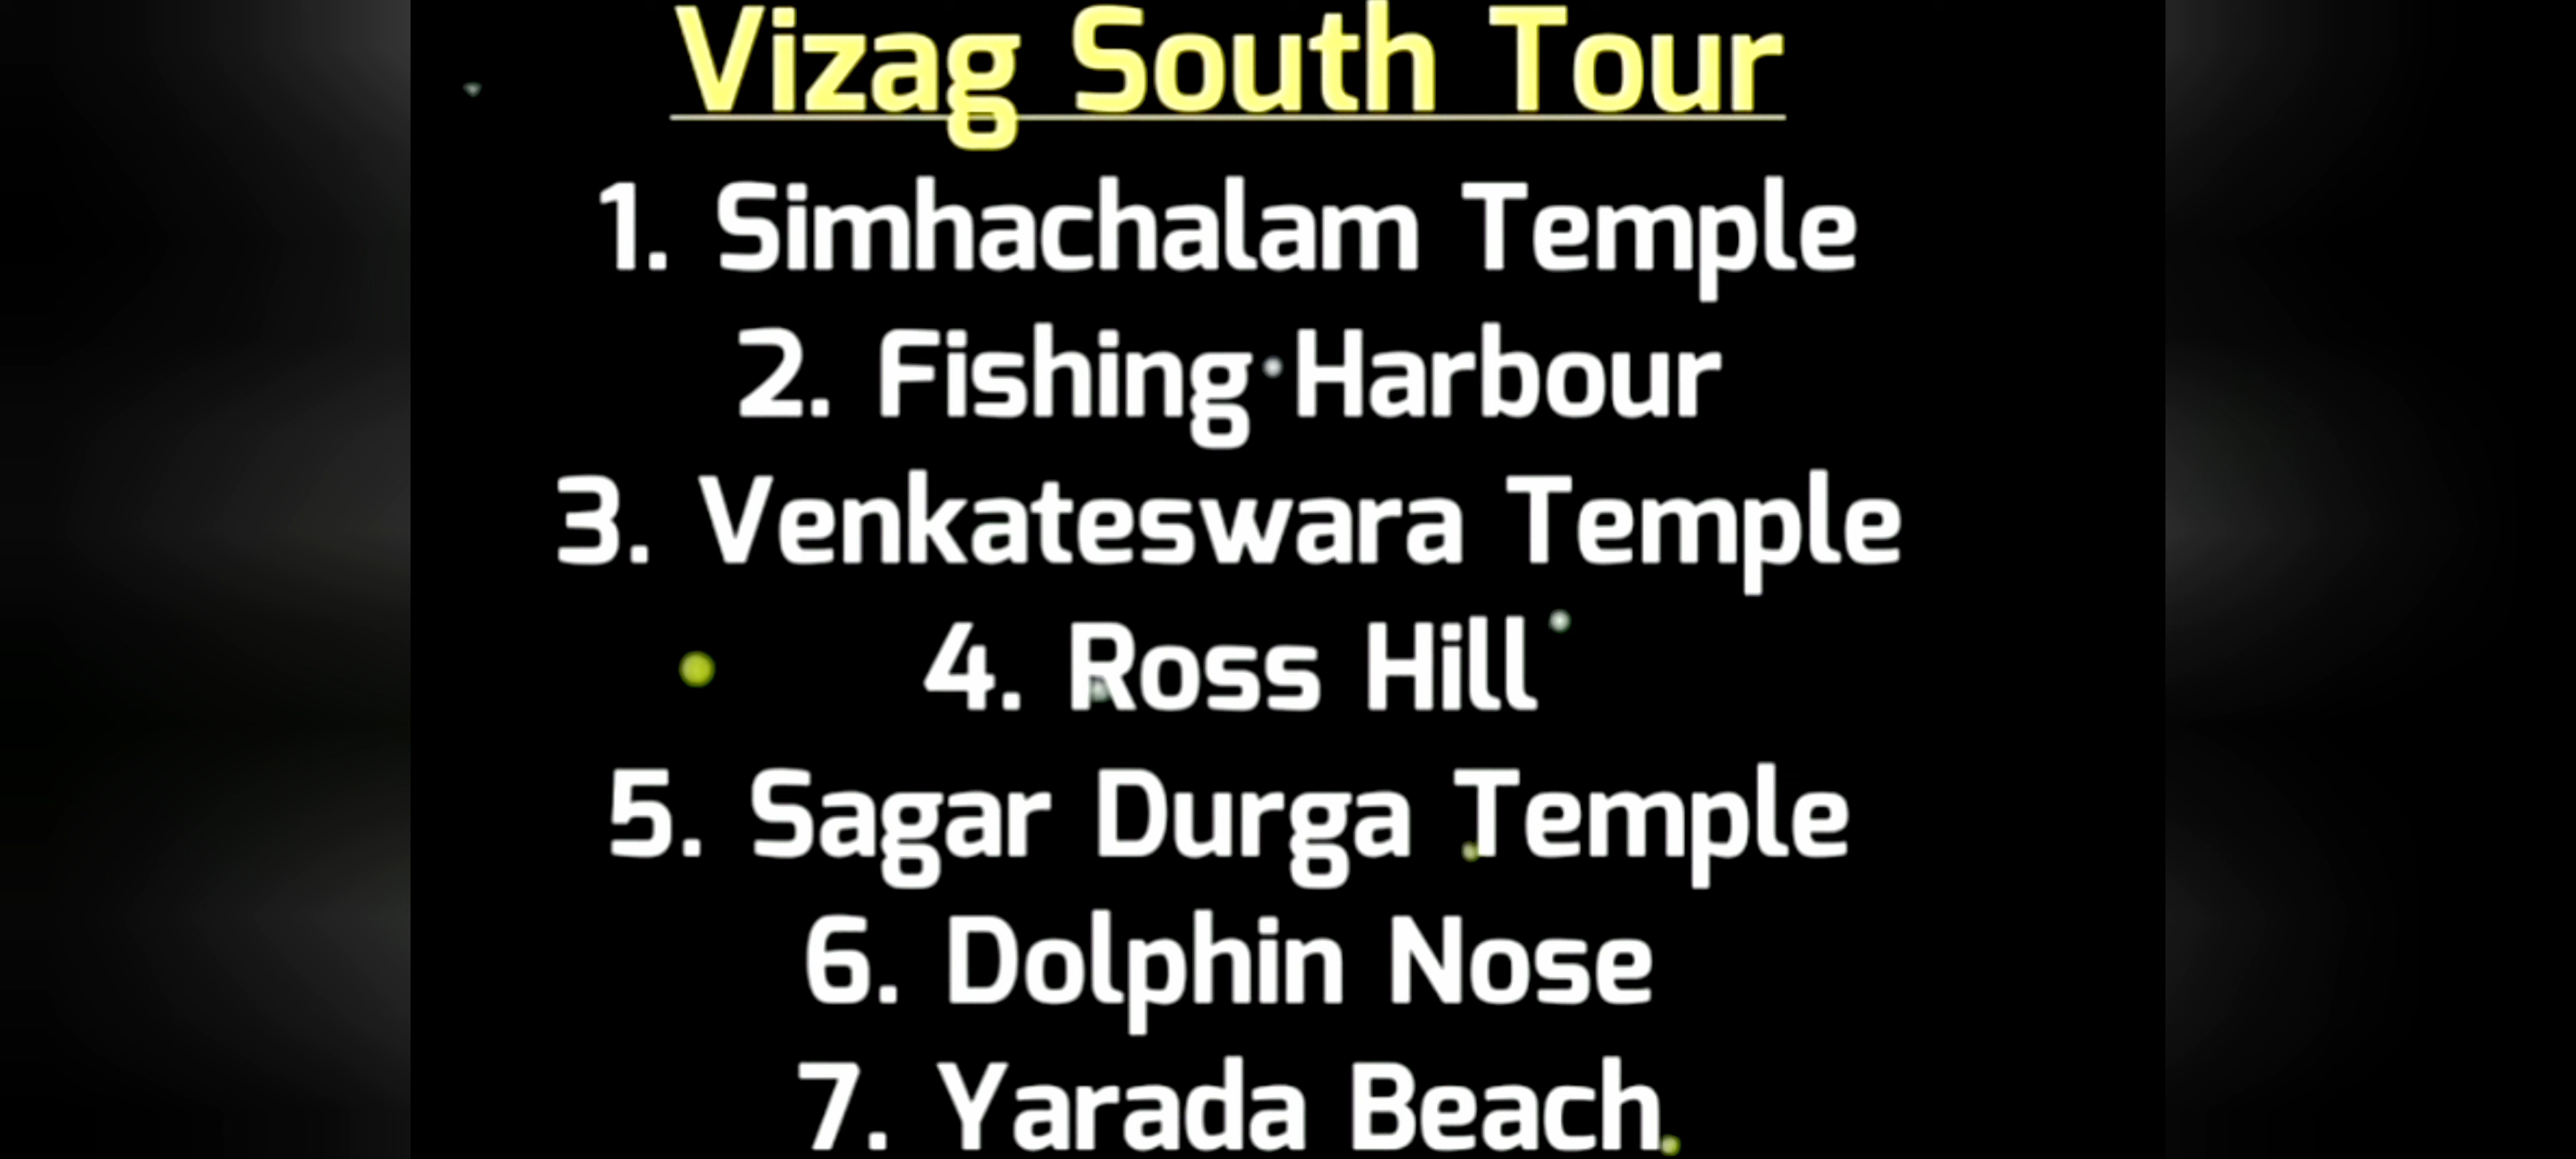 Vizag South Tour
1. Simhachalam Temple
2. Fishing Harbour
3. Venkateswara Temple
4. Ross Hill
5. Sagar Durga Temple
6. Dolphin Nose
7. Yarada Beach